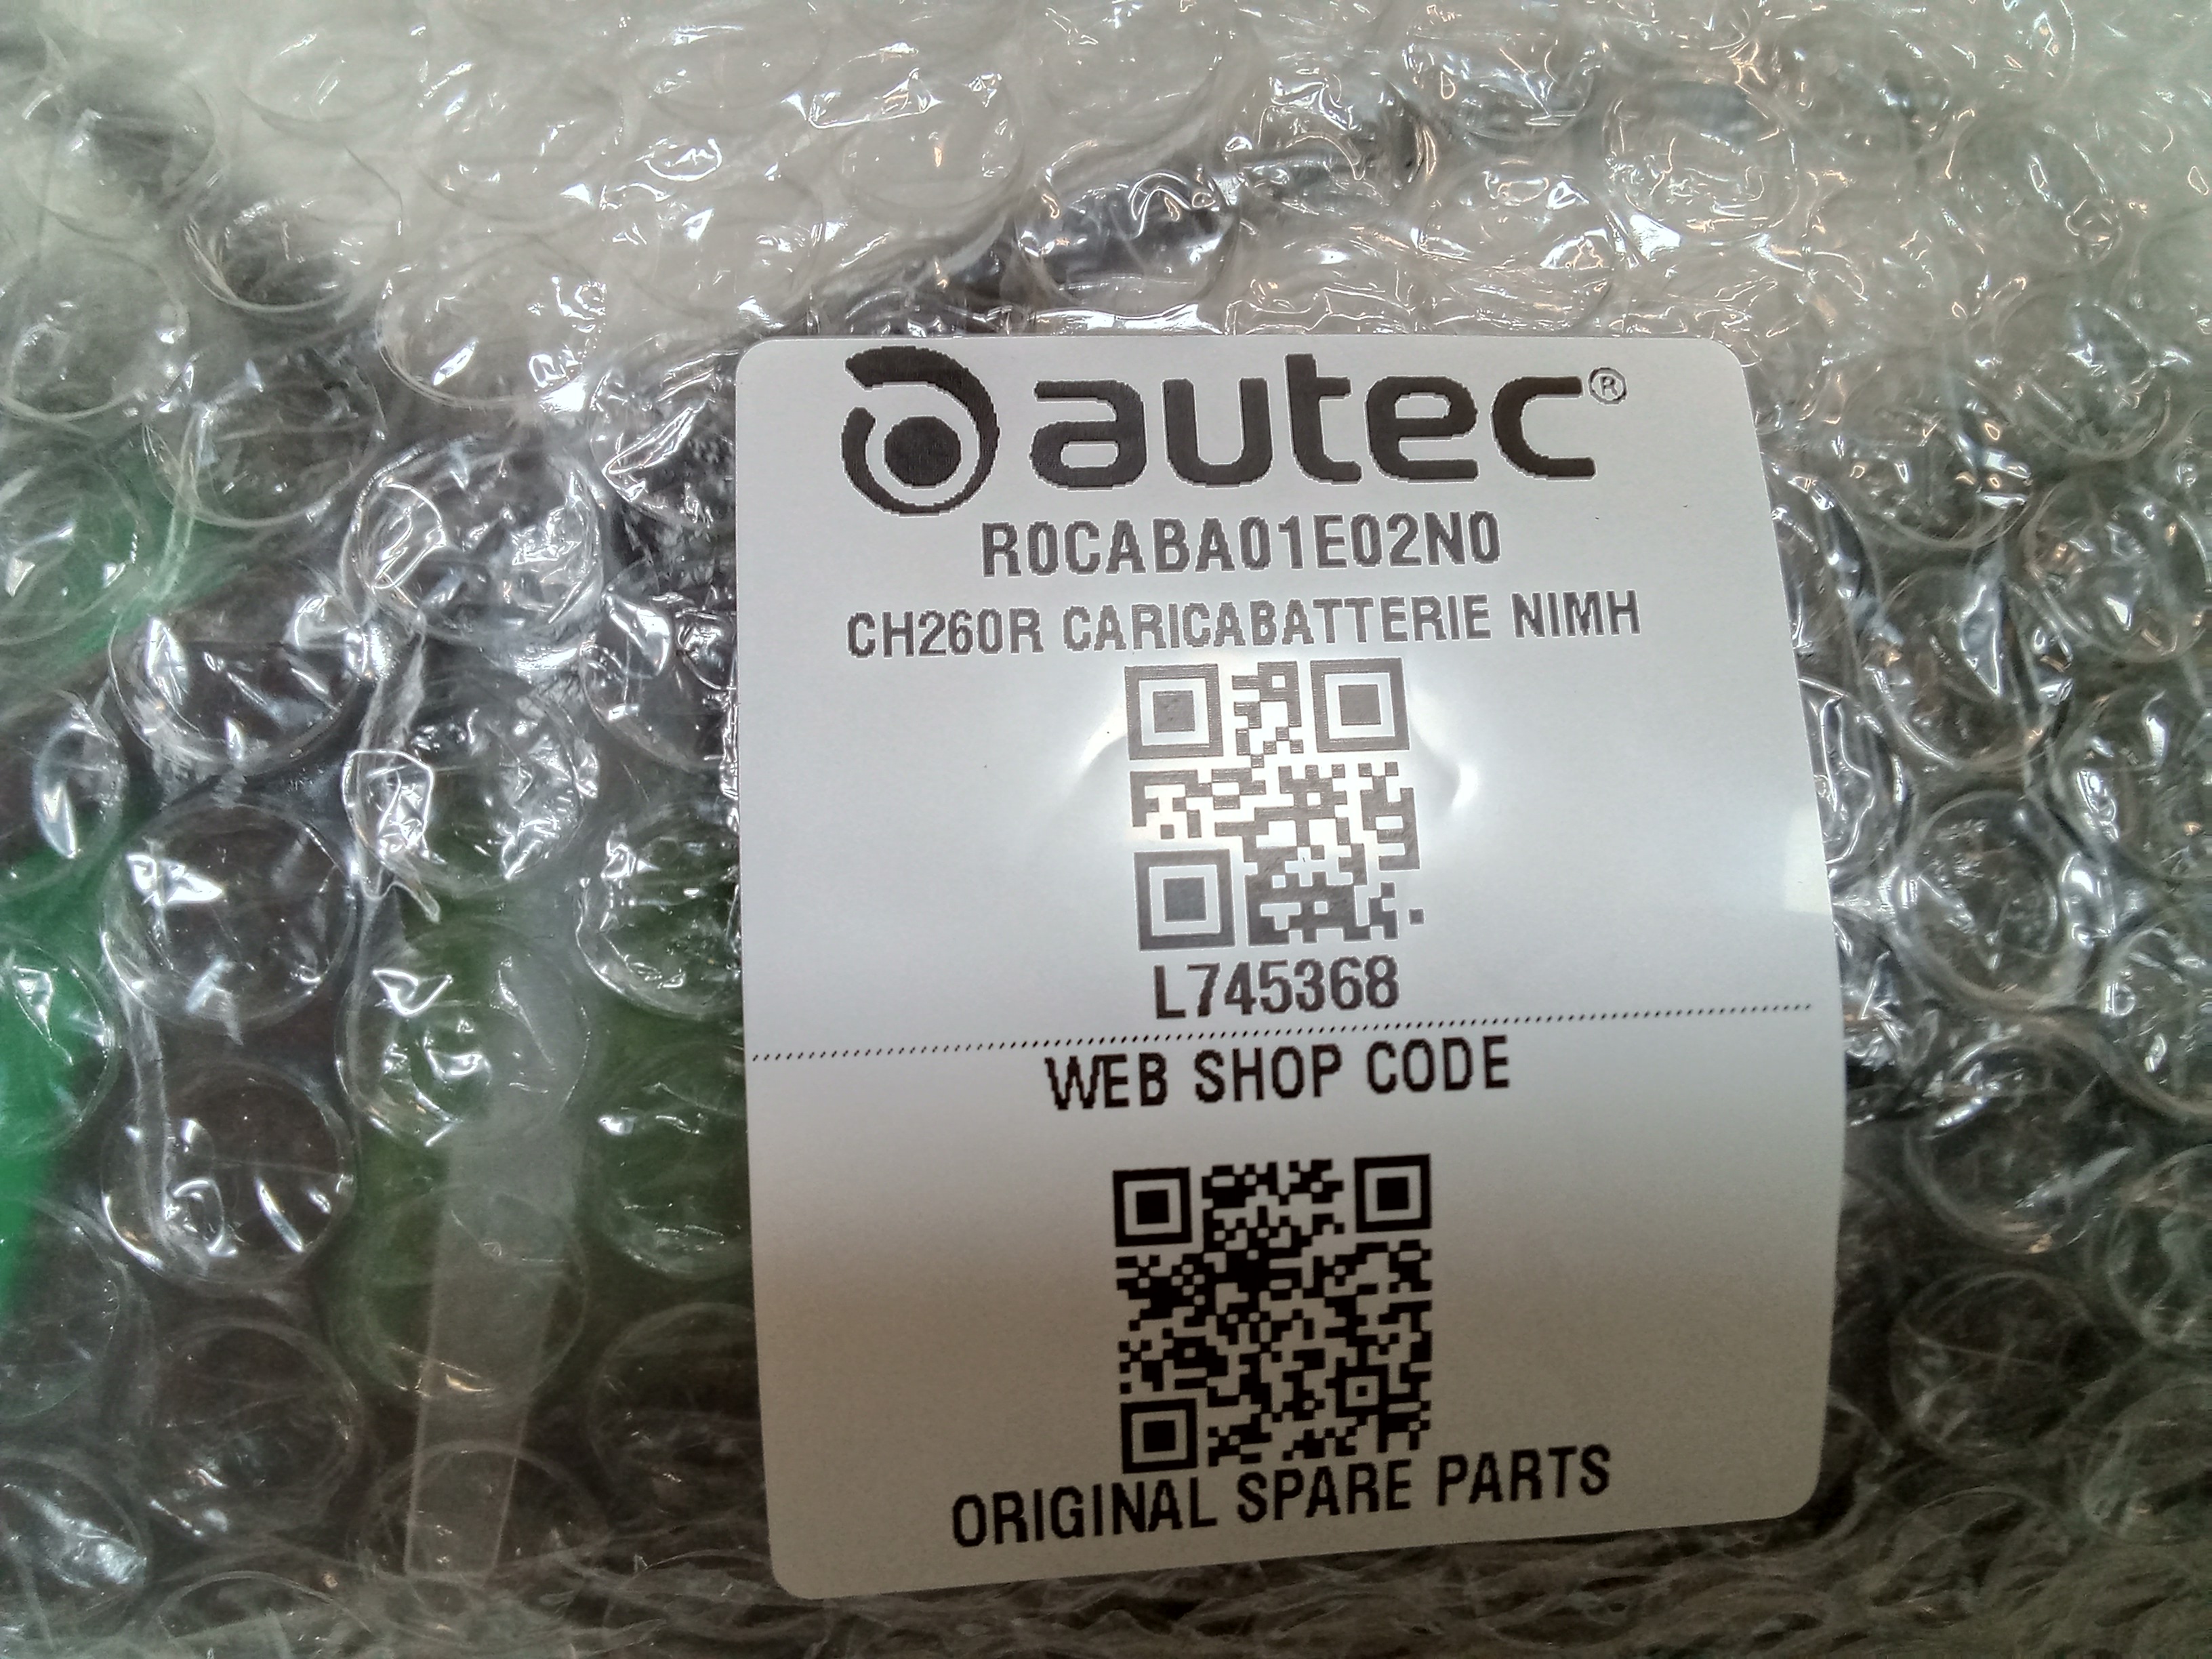 autec®
R0CABA01E02N0
CH260R CARICABATTERIE NIMH
L745368
WEB SHOP CODE
ORIGINAL SPARE PARTS